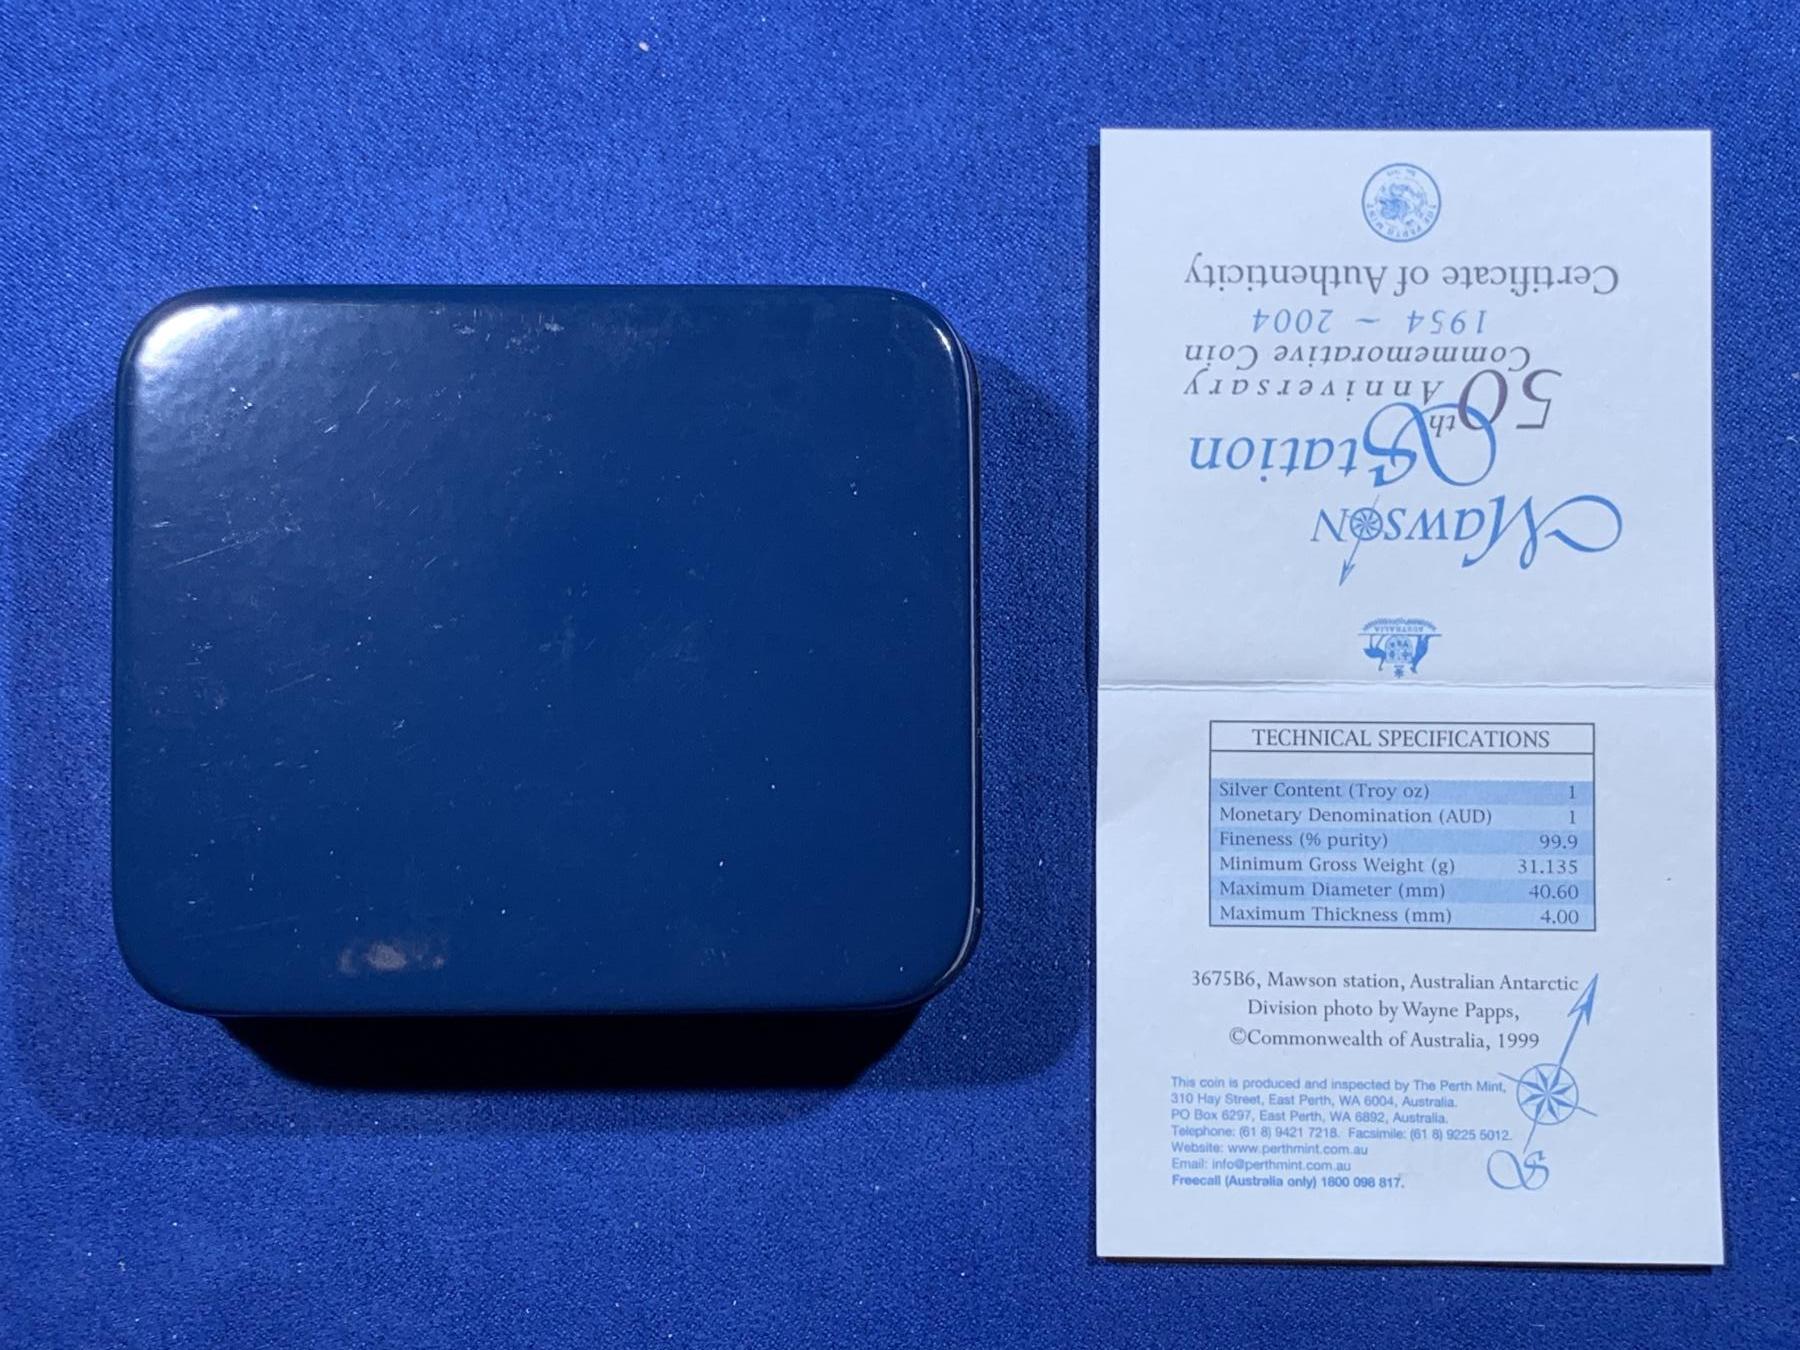 Mawson
Station
50th Anniversary
Commemorative Coin
1954 ~ 2004
Certificate of Authenticity
THE PERTH MINT
AUSTRALIA
TECHNICAL SPECIFICATIONS
Silver Content (Troy oz) 1
Monetary Denomination (AUD) 1
Fineness (% purity) 99.9
Minimum Gross Weight (g) 31.135
Maximum Diameter (mm) 40.60
Maximum Thickness (mm) 4.00
3675B6, Mawson station, Australian Antarctic
Division photo by Wayne Papps,
©Commonwealth of Australia, 1999
This coin is produced and inspected by The Perth Mint,
310 Hay Street, East Perth, WA 6004, Australia.
PO Box 6297, East Perth, WA 6892, Australia.
Telephone: (61 8) 9421 7218. Facsimile: (61 8) 9225 5012.
Website: www.perthmint.com.au
Email: info@perthmint.com.au
Freecall (Australia only) 1800 098 817.
S